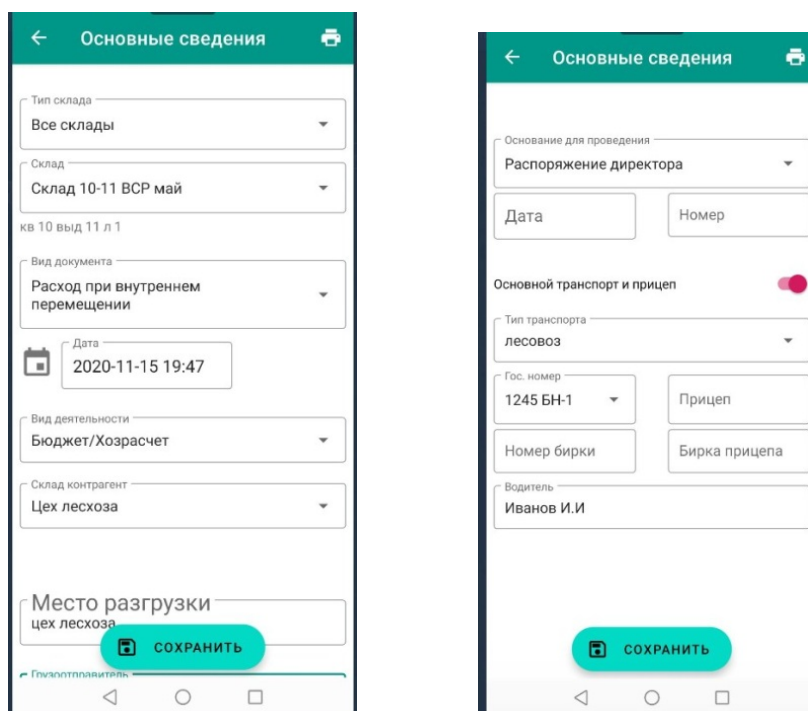 Основные сведения
Тип склада
Все склады
Склад
Склад 10-11 ВСР май
кв 10 выд 11 л 1
Вид документа
Расход при внутреннем
перемещении
Дата
2020-11-15 19:47
Вид деятельности
Бюджет/Хозрасчет
Склад контрагент
Цех лесхоза
Место разгрузки
цех лесхоза
СОХРАНИТЬ
Грузоотправитель
Основные сведения
Основание для проведения
Распоряжение директора
Дата
Номер
Основной транспорт и прицеп
Тип транспорта
лесовоз
Гос. номер
1245 БН-1
Прицеп
Номер бирки
Бирка прицепа
Водитель
Иванов И.И
СОХРАНИТЬ